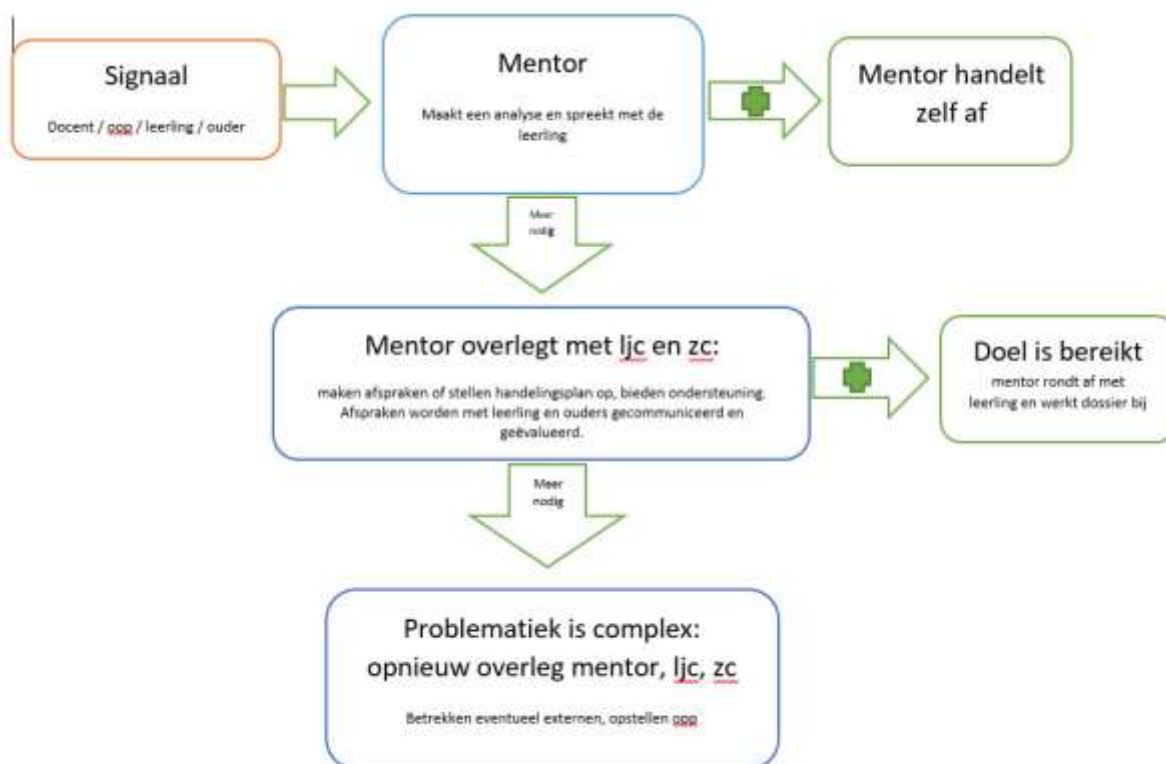 Signaal
Docent / oop / leerling / ouder
Mentor
Maakt een analyse en spreekt met de
leerling
Mentor handelt
zelf af
Meer
nodig
Mentor overlegt met ljc en zc:
maken afspraken of stellen handelingsplan op, bieden ondersteuning.
Afspraken worden met leerling en ouders gecommuniceerd en
geëvalueerd.
Doel is bereikt
mentor rondt af met
leerling en werkt dossier bij
Meer
nodig
Problematiek is complex:
opnieuw overleg mentor, ljc, zc
Betrekken eventueel externen, opstellen opp